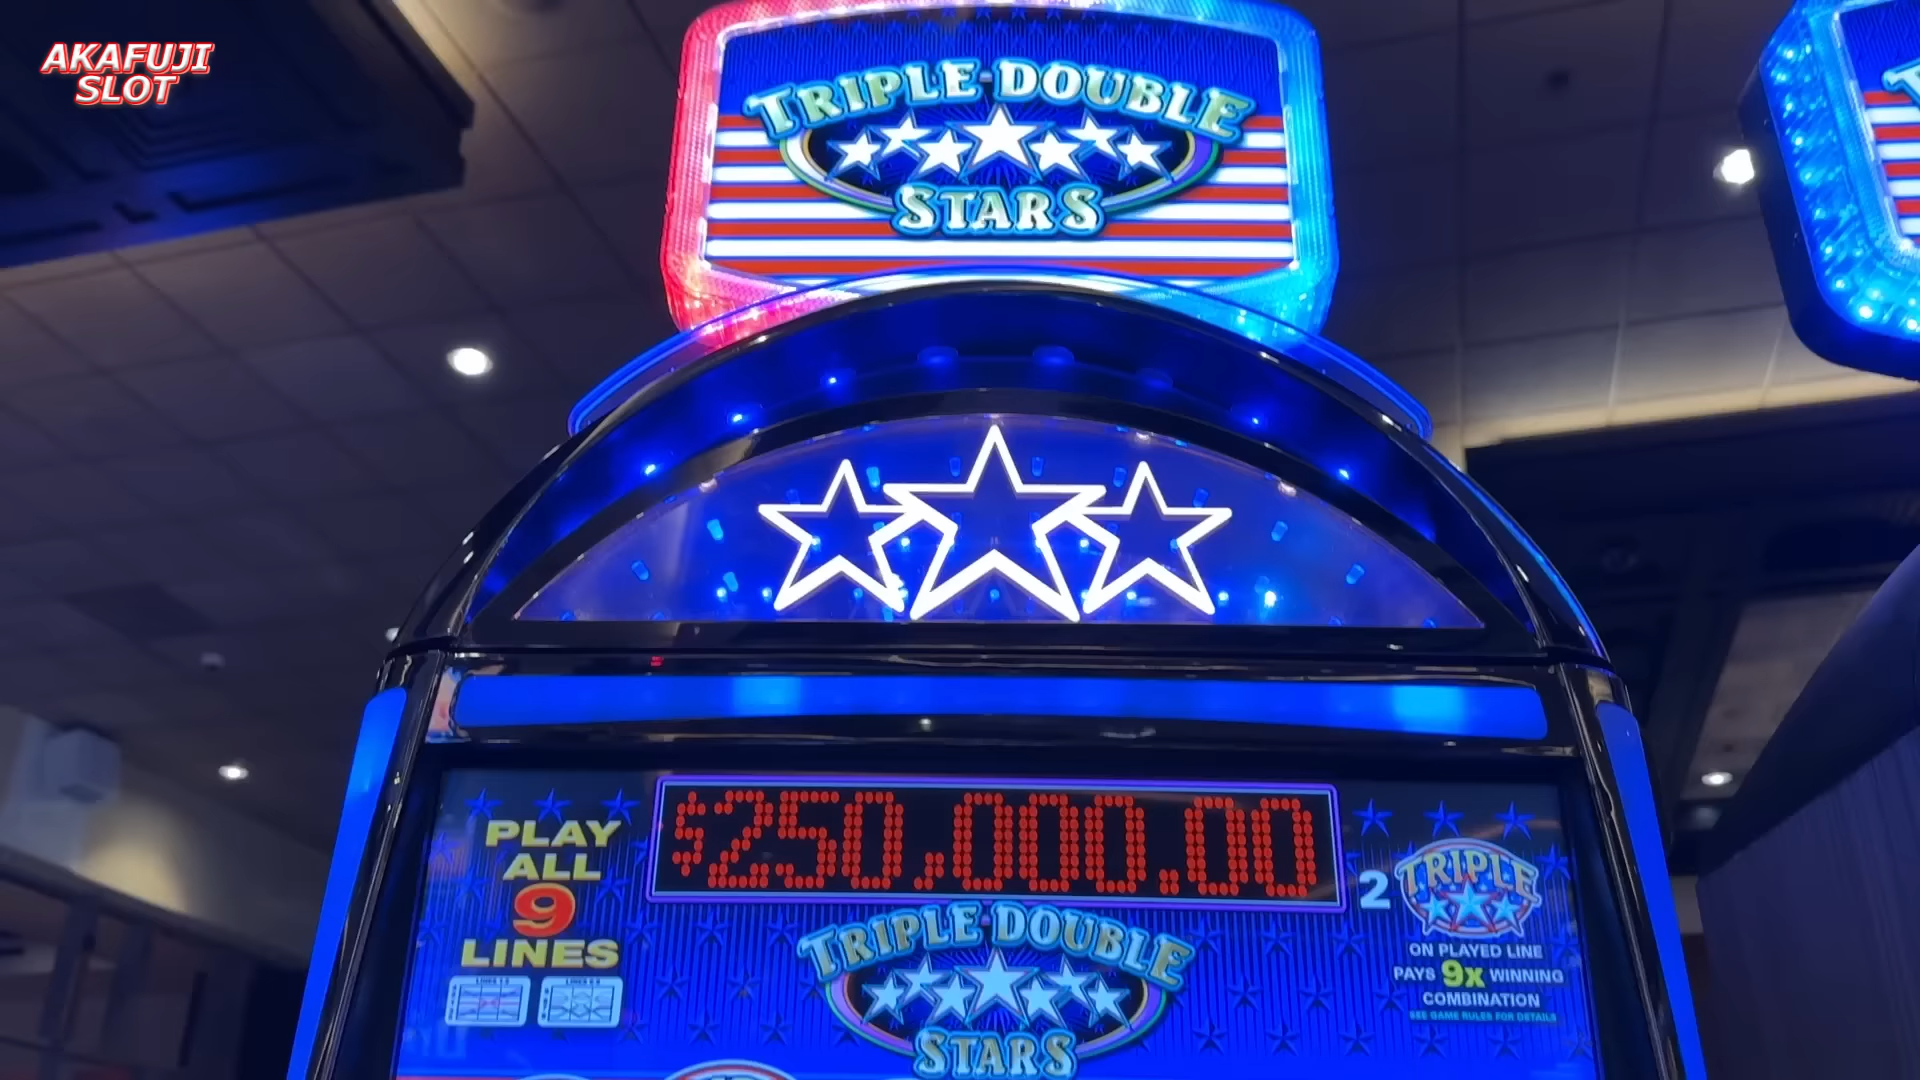 AKAFUJI
SLOT
TRIPLE DOUBLE
STARS
$250,000.00
PLAY
ALL
9
LINES
TRIPLE DOUBLE
STARS
2 TRIPLE
ON PLAYED LINE
PAYS 9x WINNING
COMBINATION
SEE GAME RULES FOR DETAILS